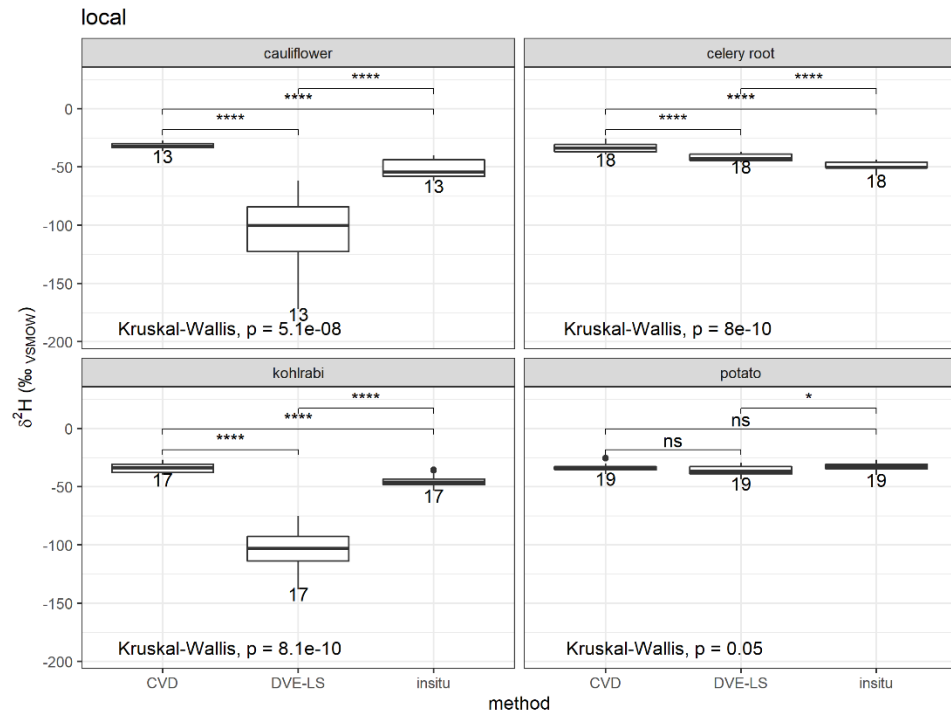 local
cauliflower
celery root
0
-50
-100
-150
-200
****
****
****
13
13
13
Kruskal-Wallis, p = 5.1e-08
****
****
****
18
18
18
Kruskal-Wallis, p = 8e-10
kohlrabi
potato
0
-50
-100
-150
-200
****
****
****
17
17
17
Kruskal-Wallis, p = 8.1e-10
*
ns
ns
19
19
19
Kruskal-Wallis, p = 0.05
CVD DVE-LS insitu
CVD DVE-LS insitu
method
δ²H (‰ VSMOW)